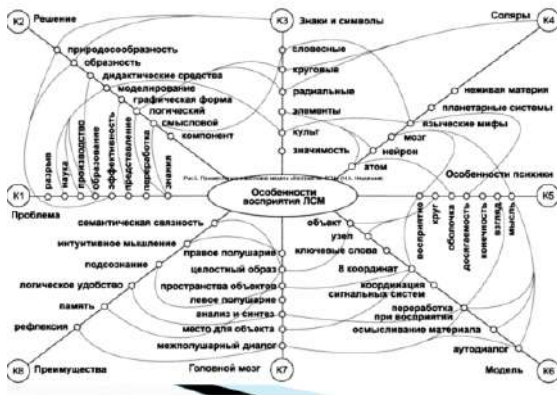 К2
Решение
К3
Знаки и символы
Соляры
К4
природосообразность
образность
дидактические средства
моделирование
графическая форма
логический
смысловой
компонент
словесные
круговые
радиальные
элементы
культ
значимость
неживая материя
планетарные системы
языческие мифы
мозг
нейрон
атом
разрыв
наука
производство
образование
эффективность
представление
переработка
знания
К1
Проблема
Особенности
восприятия ЛСМ
Особенности психики
К5
восприятие
круг
оболочка
досягаемость
конечность
взгляд
мысль
семантическая связность
интуитивное мышление
подсознание
логическое удобство
память
рефлексия
правое полушарие
целостный образ
пространства объектов
левое полушарие
анализ и синтез
место для объекта
межполушарный диалог
объект
узел
ключевые слова
8 координат
координация
сигнальных систем
переработка
при восприятии
осмысливание материала
аутодиалог
К8
Преимущества
Головной мозг
К7
Модель
К6